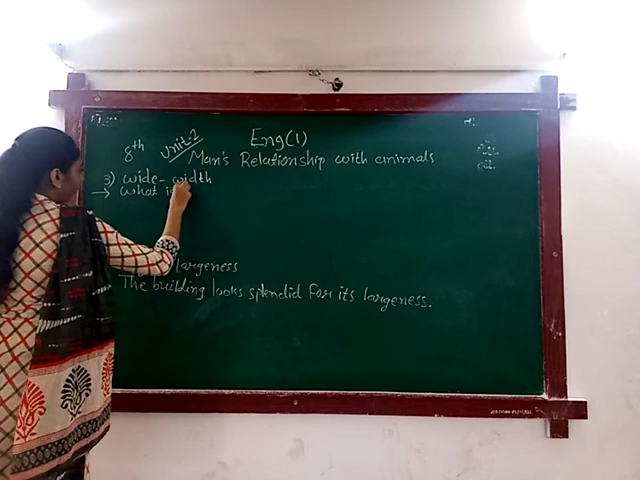 Eng(1)
8th Unit-2
Man's Relationship with animals
3) wide - width
→ What is
largeness
The building looks splendid for its largeness.